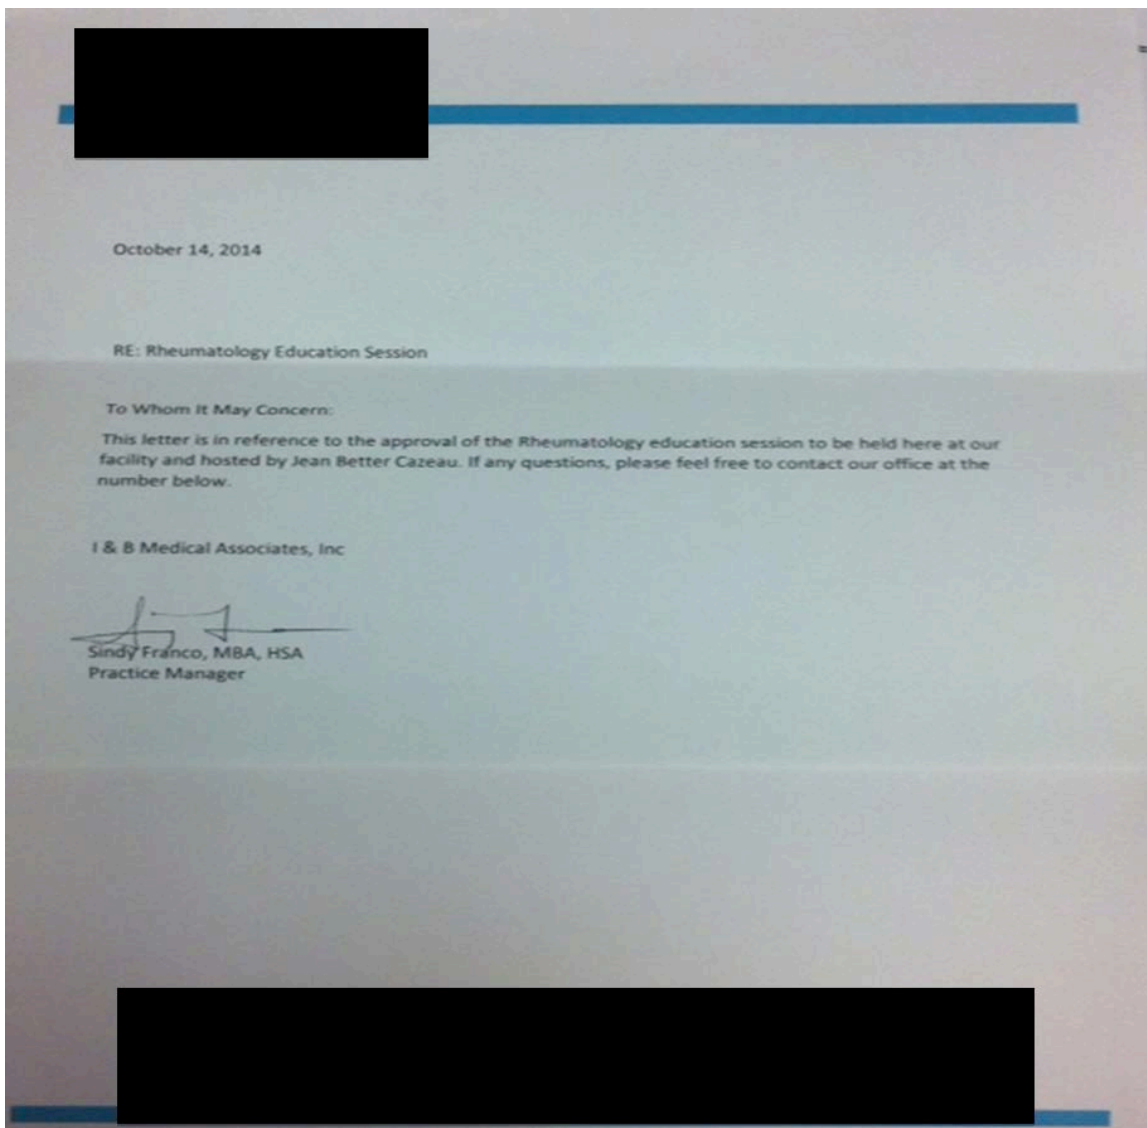 October 14, 2014
RE: Rheumatology Education Session
To Whom It May Concern:
This letter is in reference to the approval of the Rheumatology education session to be held here at our
facility and hosted by Jean Better Cazeau. If any questions, please feel free to contact our office at the
number below.
I & B Medical Associates, Inc
Sindy Franco, MBA, HSA
Practice Manager